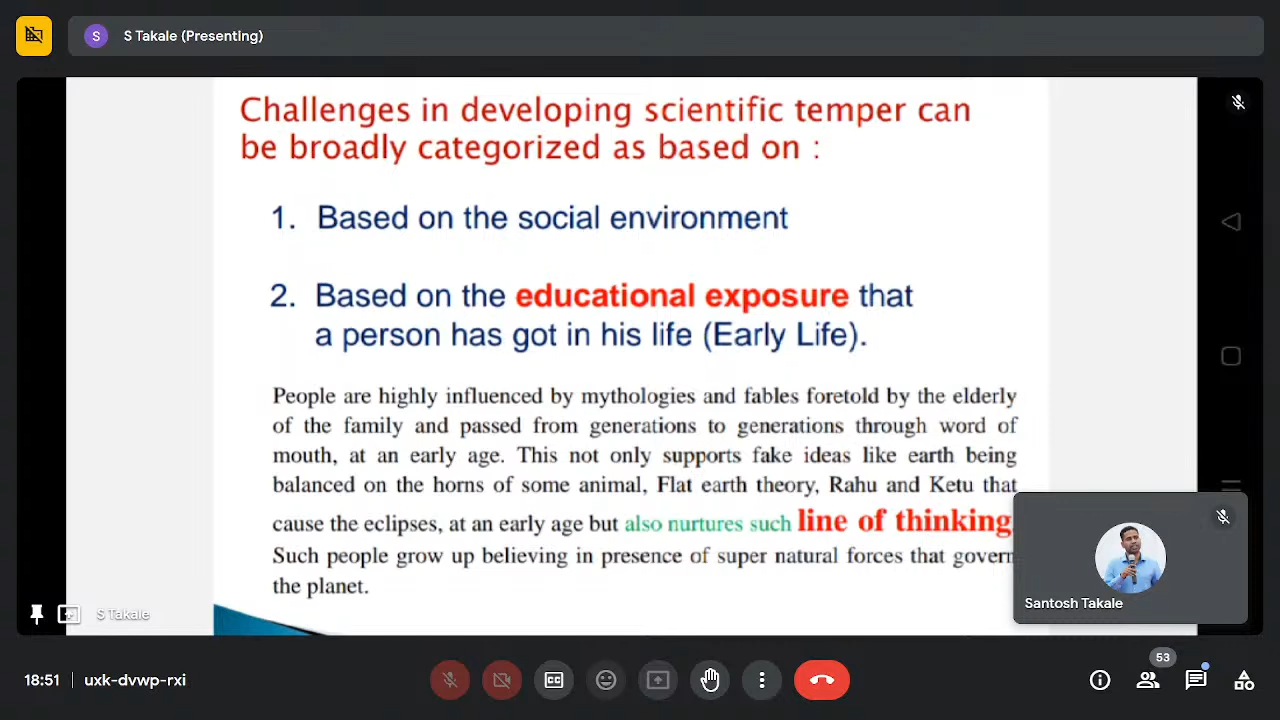 S
S Takale (Presenting)
Challenges in developing scientific temper can
be broadly categorized as based on :
1. Based on the social environment
2. Based on the educational exposure that
a person has got in his life (Early Life).
People are highly influenced by mythologies and fables foretold by the elderly
of the family and passed from generations to generations through word of
mouth, at an early age. This not only supports fake ideas like earth being
balanced on the horns of some animal, Flat earth theory, Rahu and Ketu that
cause the eclipses, at an early age but also nurtures such line of thinking
Such people grow up believing in presence of super natural forces that govern
the planet.
S Takale
Santosh Takale
18:51 | uxk-dvwp-rxi
CC
53